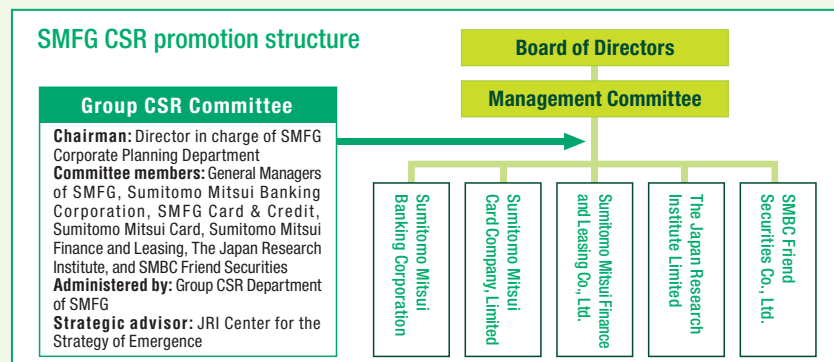 SMFG CSR promotion structure
Board of Directors
Management Committee
Group CSR Committee
Chairman: Director in charge of SMFG
Corporate Planning Department
Committee members: General Managers
of SMFG, Sumitomo Mitsui Banking
Corporation, SMFG Card & Credit,
Sumitomo Mitsui Card, Sumitomo Mitsui
Finance and Leasing, The Japan Research
Institute, and SMBC Friend Securities
Administered by: Group CSR Department
of SMFG
Strategic advisor: JRI Center for the
Strategy of Emergence
Sumitomo Mitsui
Banking Corporation
Sumitomo Mitsui
Card Company, Limited
Sumitomo Mitsui Finance
and Leasing Co., Ltd.
The Japan Research
Institute Limited
SMBC Friend
Securities Co., Ltd.